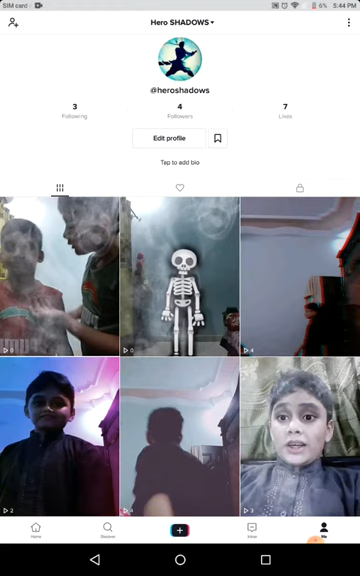 SIM card
6% 5:44 PM
Hero SHADOWS
@heroshadows
3 4 7
Following Followers Likes
Edit profile
Tap to add bio
0 0 4
2 4 3
Home Discover Inbox Me